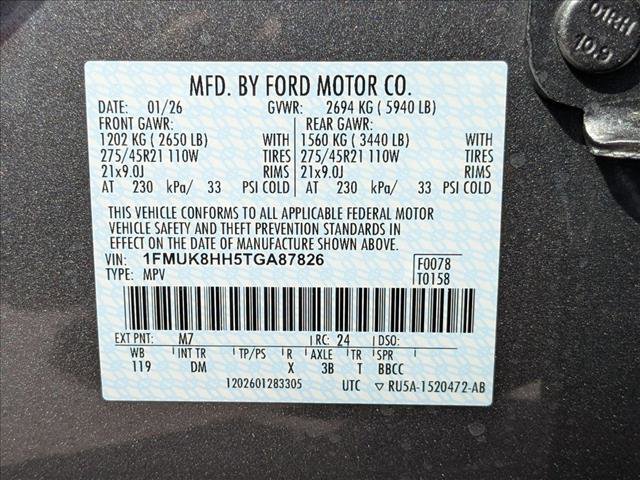 01RH
10.9
MFD. BY FORD MOTOR CO.
DATE: 01/26 GVWR: 2694 KG ( 5940 LB)
FRONT GAWR: REAR GAWR:
1202 KG ( 2650 LB) WITH 1560 KG ( 3440 LB) WITH
275/45R21 110W TIRES 275/45R21 110W TIRES
21x9.0J RIMS 21x9.0J RIMS
AT 230 kPa/ 33 PSI COLD AT 230 kPa/ 33 PSI COLD
THIS VEHICLE CONFORMS TO ALL APPLICABLE FEDERAL MOTOR
VEHICLE SAFETY AND THEFT PREVENTION STANDARDS IN
EFFECT ON THE DATE OF MANUFACTURE SHOWN ABOVE.
VIN: 1FMUK8HH5TGA87826 F0078
TYPE: MPV T0158
EXT PNT: M7 RC: 24 DSO:
WB INT TR TP/PS R AXLE TR SPR
119 DM X 3B T BBCC
1202601283305 UTC RU5A-1520472-AB